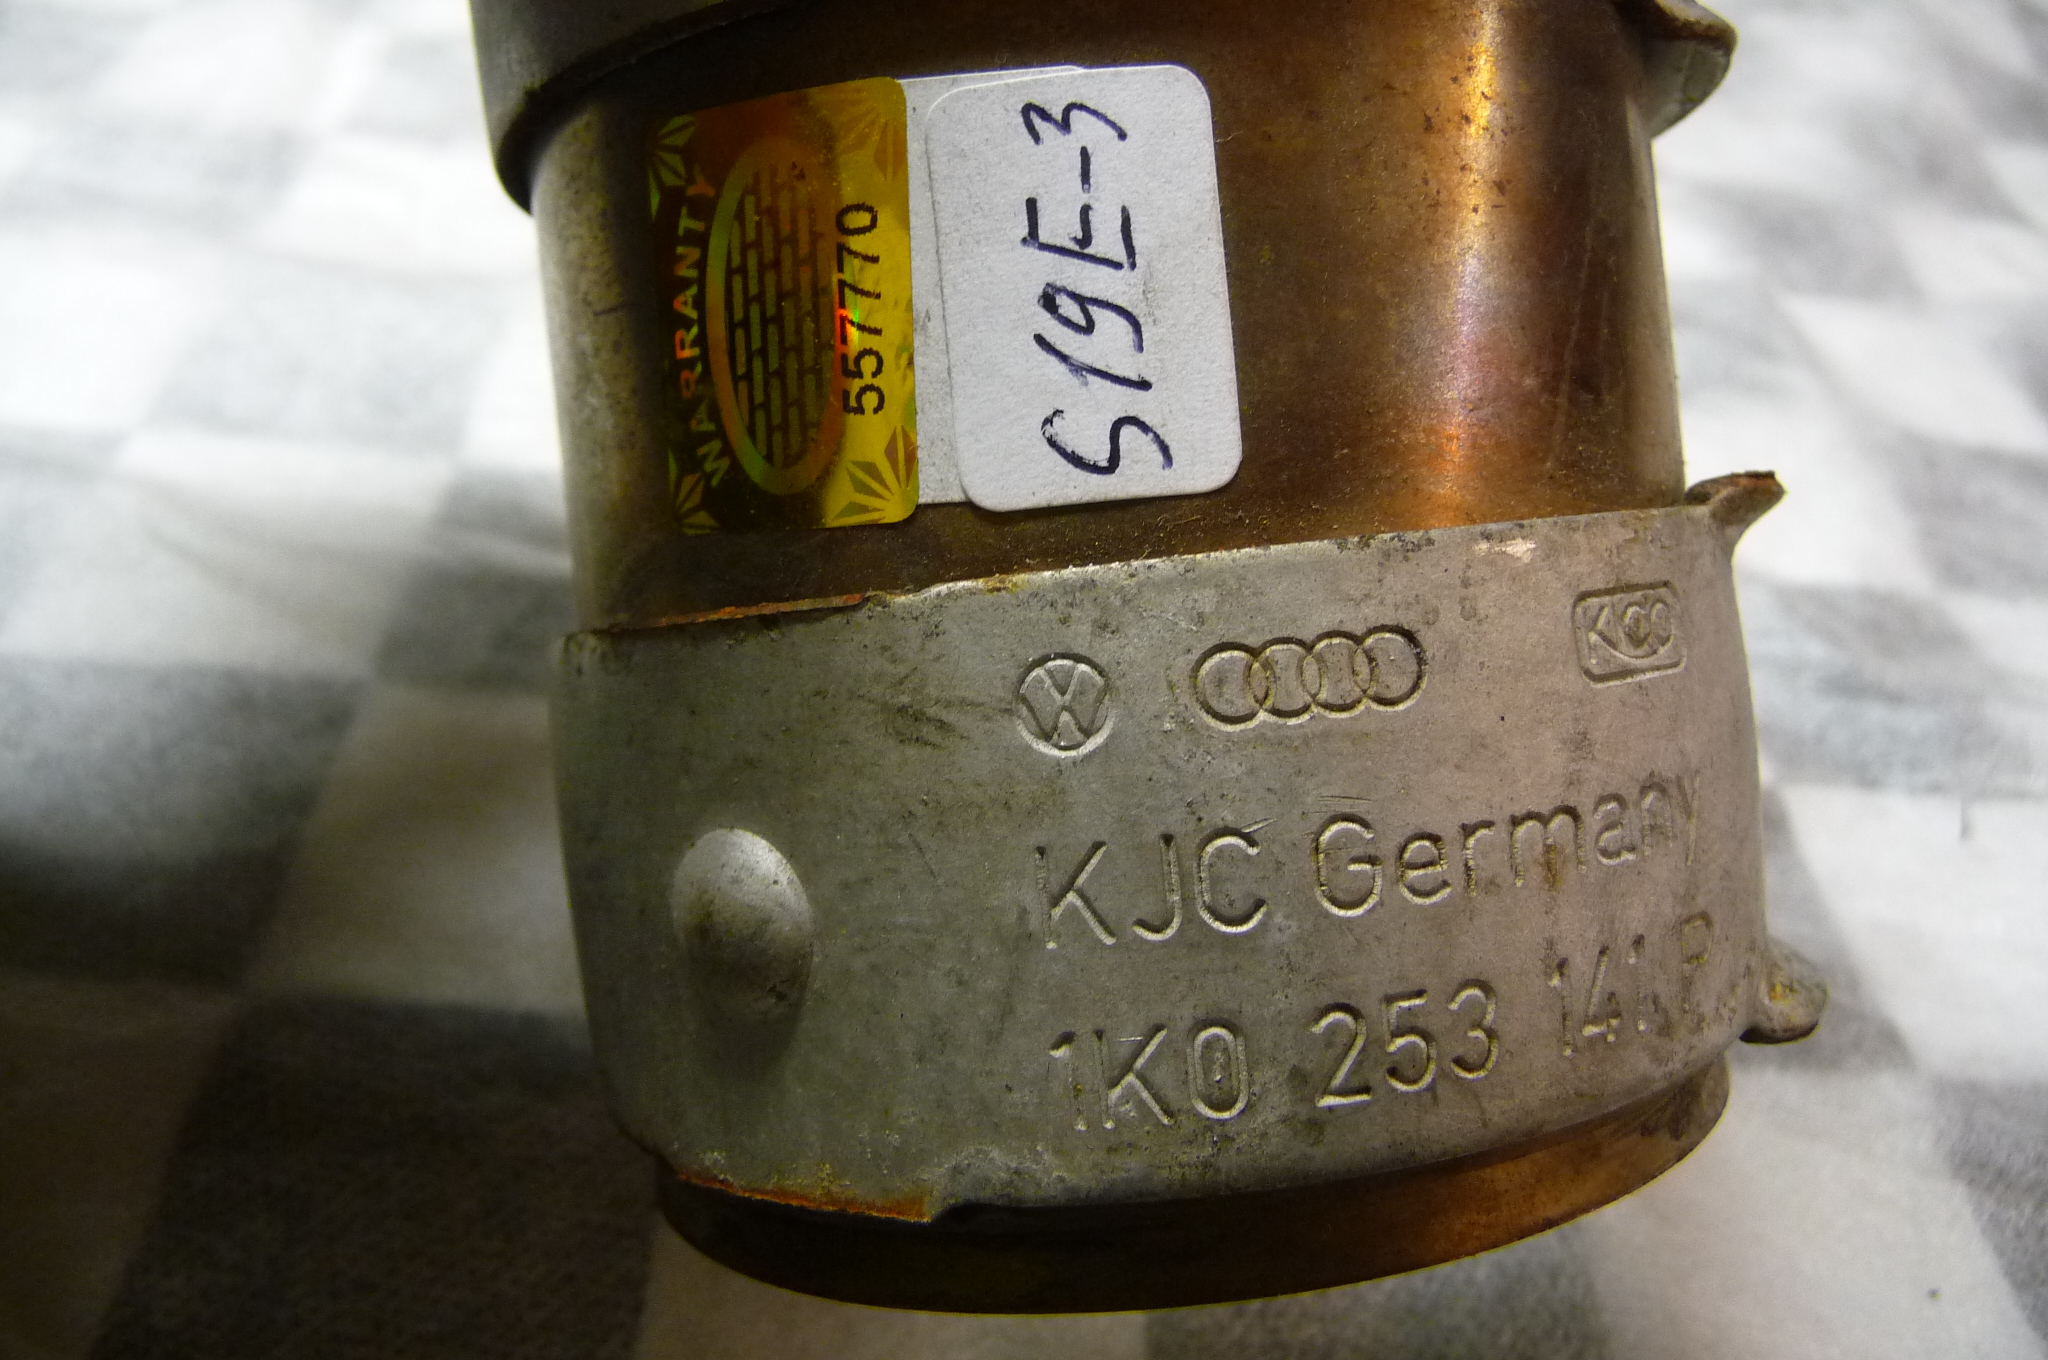 WARRANTY
557770
S19E-3
KJC Germany
1K0 253 141 P